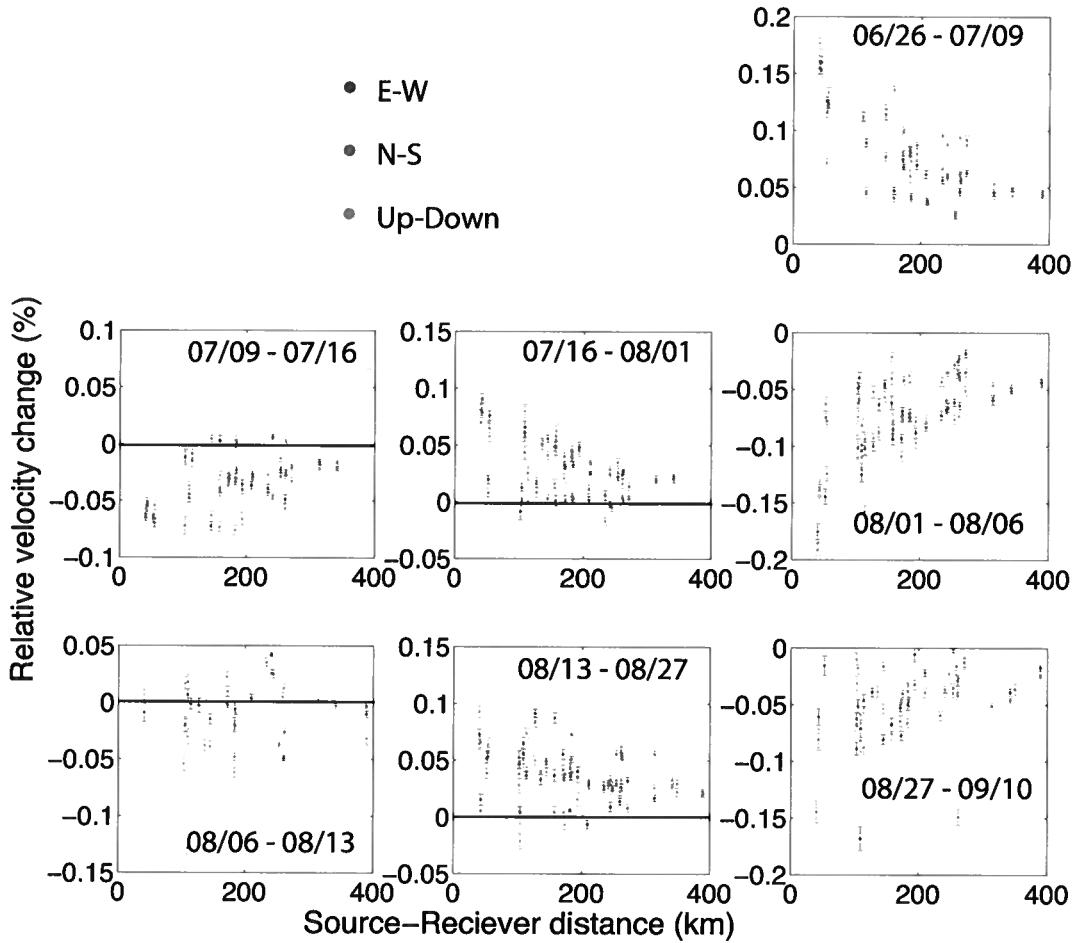 E-W
N-S
Up-Down
0.2
0.15
0.1
0.05
0
06/26 - 07/09
0 200 400
Relative velocity change (%)
0.1
0.05
0
−0.05
−0.1
07/09 - 07/16
0 200 400
0.15
0.1
0.05
0
−0.05
07/16 - 08/01
0 200 400
0
−0.05
−0.1
−0.15
−0.2
08/01 - 08/06
0 200 400
0.05
0
−0.05
−0.1
−0.15
08/06 - 08/13
0 200 400
0.15
0.1
0.05
0
−0.05
08/13 - 08/27
0 200 400
0
−0.05
−0.1
−0.15
−0.2
08/27 - 09/10
0 200 400
Source−Reciever distance (km)